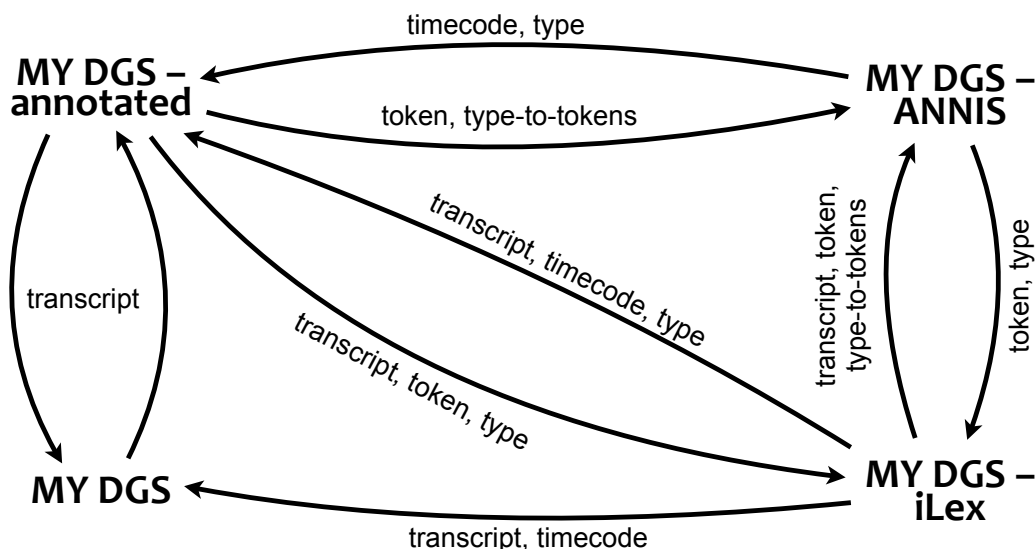 timecode, type
MY DGS –
annotated
MY DGS –
ANNIS
token, type-to-tokens
transcript, timecode, type
transcript, token,
type-to-tokens
token, type
transcript
transcript, token, type
MY DGS
MY DGS –
iLex
transcript, timecode